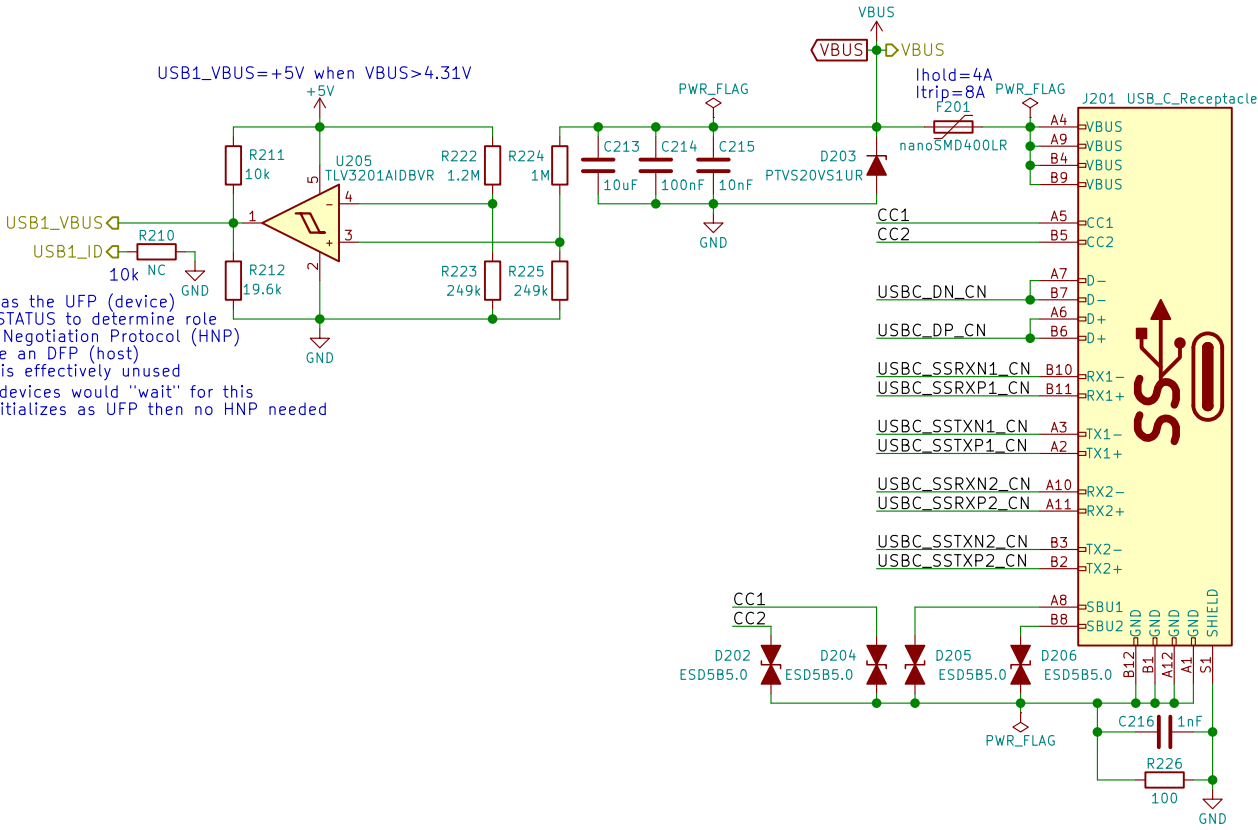 USB1_VBUS=+5V when VBUS>4.31V
+5V
R211
10k
U205
TLV3201AIDBVR
5
4
3
2
1
-
+
R222
1.2M
R224
1M
USB1_VBUS
USB1_ID
R210
NC
10k
GND
R212
19.6k
R223
249k
R225
249k
GND
as the UFP (device)
STATUS to determine role
Negotiation Protocol (HNP)
e an DFP (host)
is effectively unused
devices would "wait" for this
itializes as UFP then no HNP needed
VBUS
VBUS
VBUS
PWR_FLAG
C213
10uF
C214
100nF
C215
10nF
GND
D203
PTVS20VS1UR
Ihold=4A
Itrip=8A
F201
nanoSMD400LR
PWR_FLAG
J201 USB_C_Receptacle
A4 VBUS
A9 VBUS
B4 VBUS
B9 VBUS
CC1 A5 CC1
CC2 B5 CC2
A7 D-
USBC_DN_CN B7 D-
A6 D+
USBC_DP_CN B6 D+
USBC_SSRXN1_CN B10 RX1-
USBC_SSRXP1_CN B11 RX1+
USBC_SSTXN1_CN A3 TX1-
USBC_SSTXP1_CN A2 TX1+
USBC_SSRXN2_CN A10 RX2-
USBC_SSRXP2_CN A11 RX2+
USBC_SSTXN2_CN B3 TX2-
USBC_SSTXP2_CN B2 TX2+
SS
CC1
CC2
A8 SBU1
B8 SBU2
GND
GND
GND
GND
SHIELD
B12
B1
A12
A1
S1
D202
ESD5B5.0
D204
ESD5B5.0
D205
ESD5B5.0
D206
ESD5B5.0
PWR_FLAG
C216
1nF
R226
100
GND